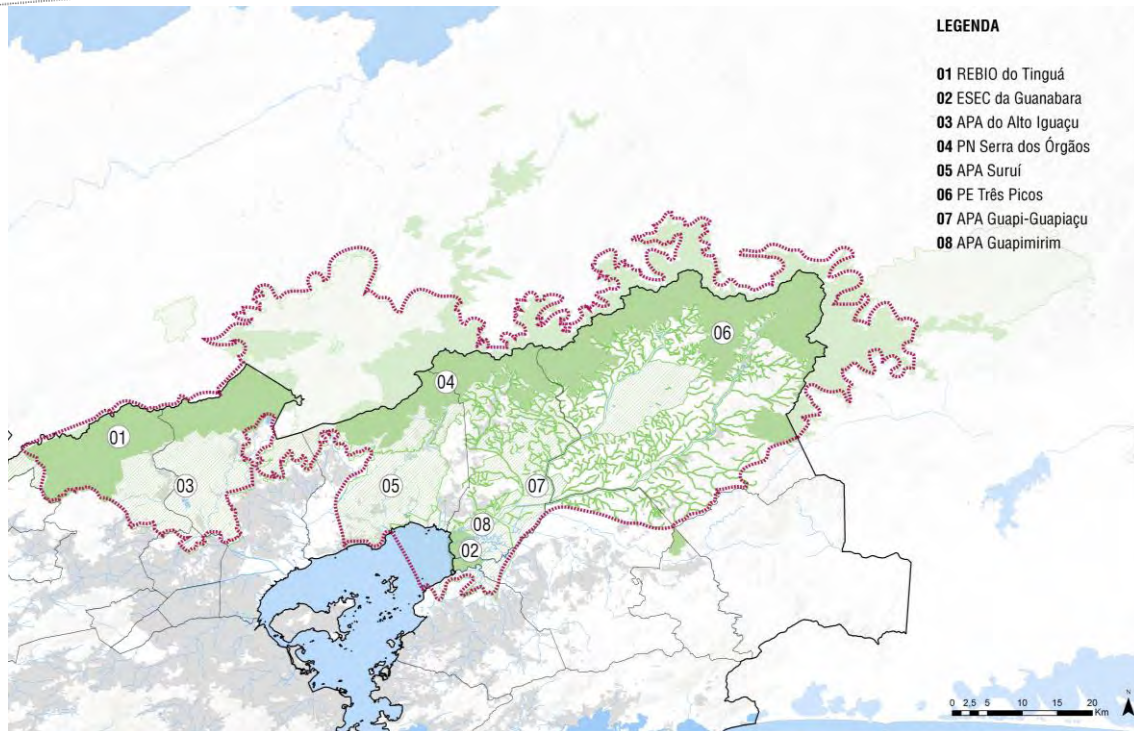 LEGENDA
01 REBIO do Tinguá
02 ESEC da Guanabara
03 APA do Alto Iguaçu
04 PN Serra dos Órgãos
05 APA Suruí
06 PE Três Picos
07 APA Guapi-Guapiaçu
08 APA Guapimirim
06
04
01
03
05
07
08
02
N
0 2,5 5 10 15 20
Km